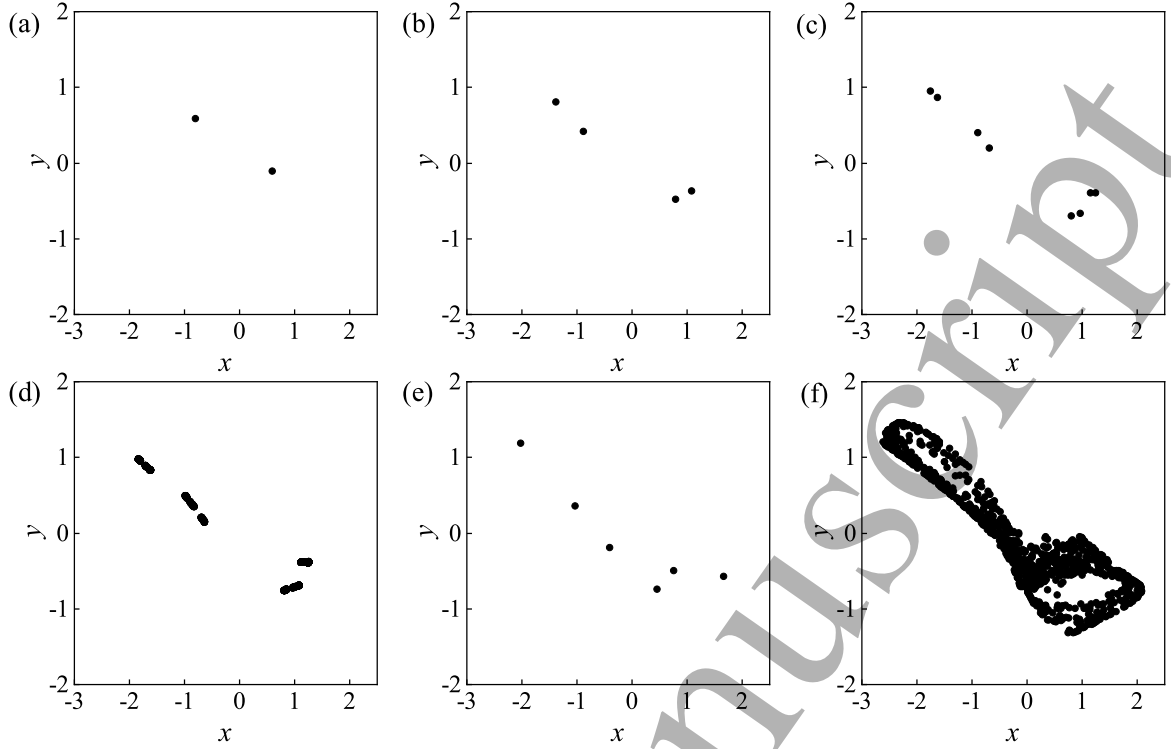 (a) (b) (c)
2 2 2
1 1 1
y 0 y 0 y 0
-1 -1 -1
-2 -2 -2
-3 -2 -1 0 1 2 -3 -2 -1 0 1 2 -3 -2 -1 0 1 2
x x x
(d) (e) (f)
2 2 2
1 1 1
y 0 y 0 y 0
-1 -1 -1
-2 -2 -2
-3 -2 -1 0 1 2 -3 -2 -1 0 1 2 -3 -2 -1 0 1 2
x x x
nuscript